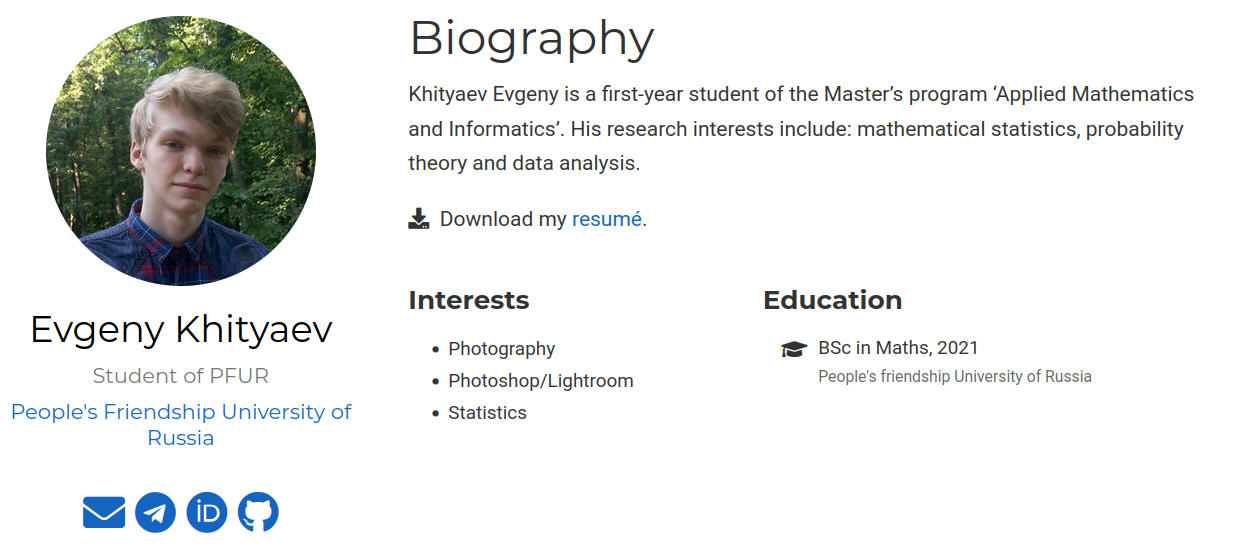 Biography
Khityaev Evgeny is a first-year student of the Master’s program ‘Applied Mathematics
and Informatics’. His research interests include: mathematical statistics, probability
theory and data analysis.
Download my resumé.
Evgeny Khityaev
Student of PFUR
People's Friendship University of
Russia
Interests
• Photography
• Photoshop/Lightroom
• Statistics
Education
BSc in Maths, 2021
People's friendship University of Russia
iD